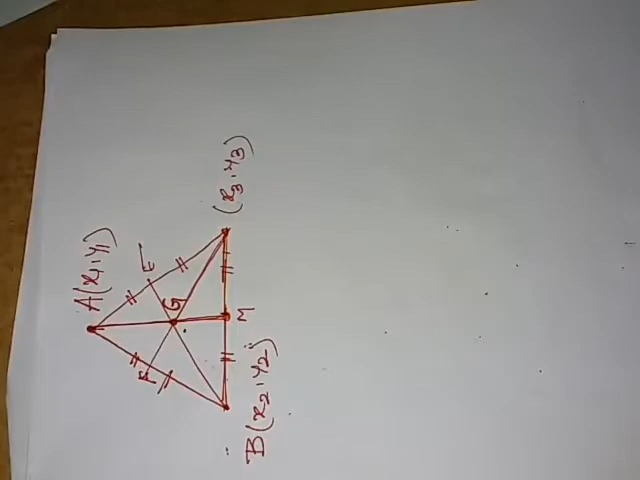 A(x₁,y₁)
F
E
G
M
B(x₂,y₂)
(x₃,y₃)